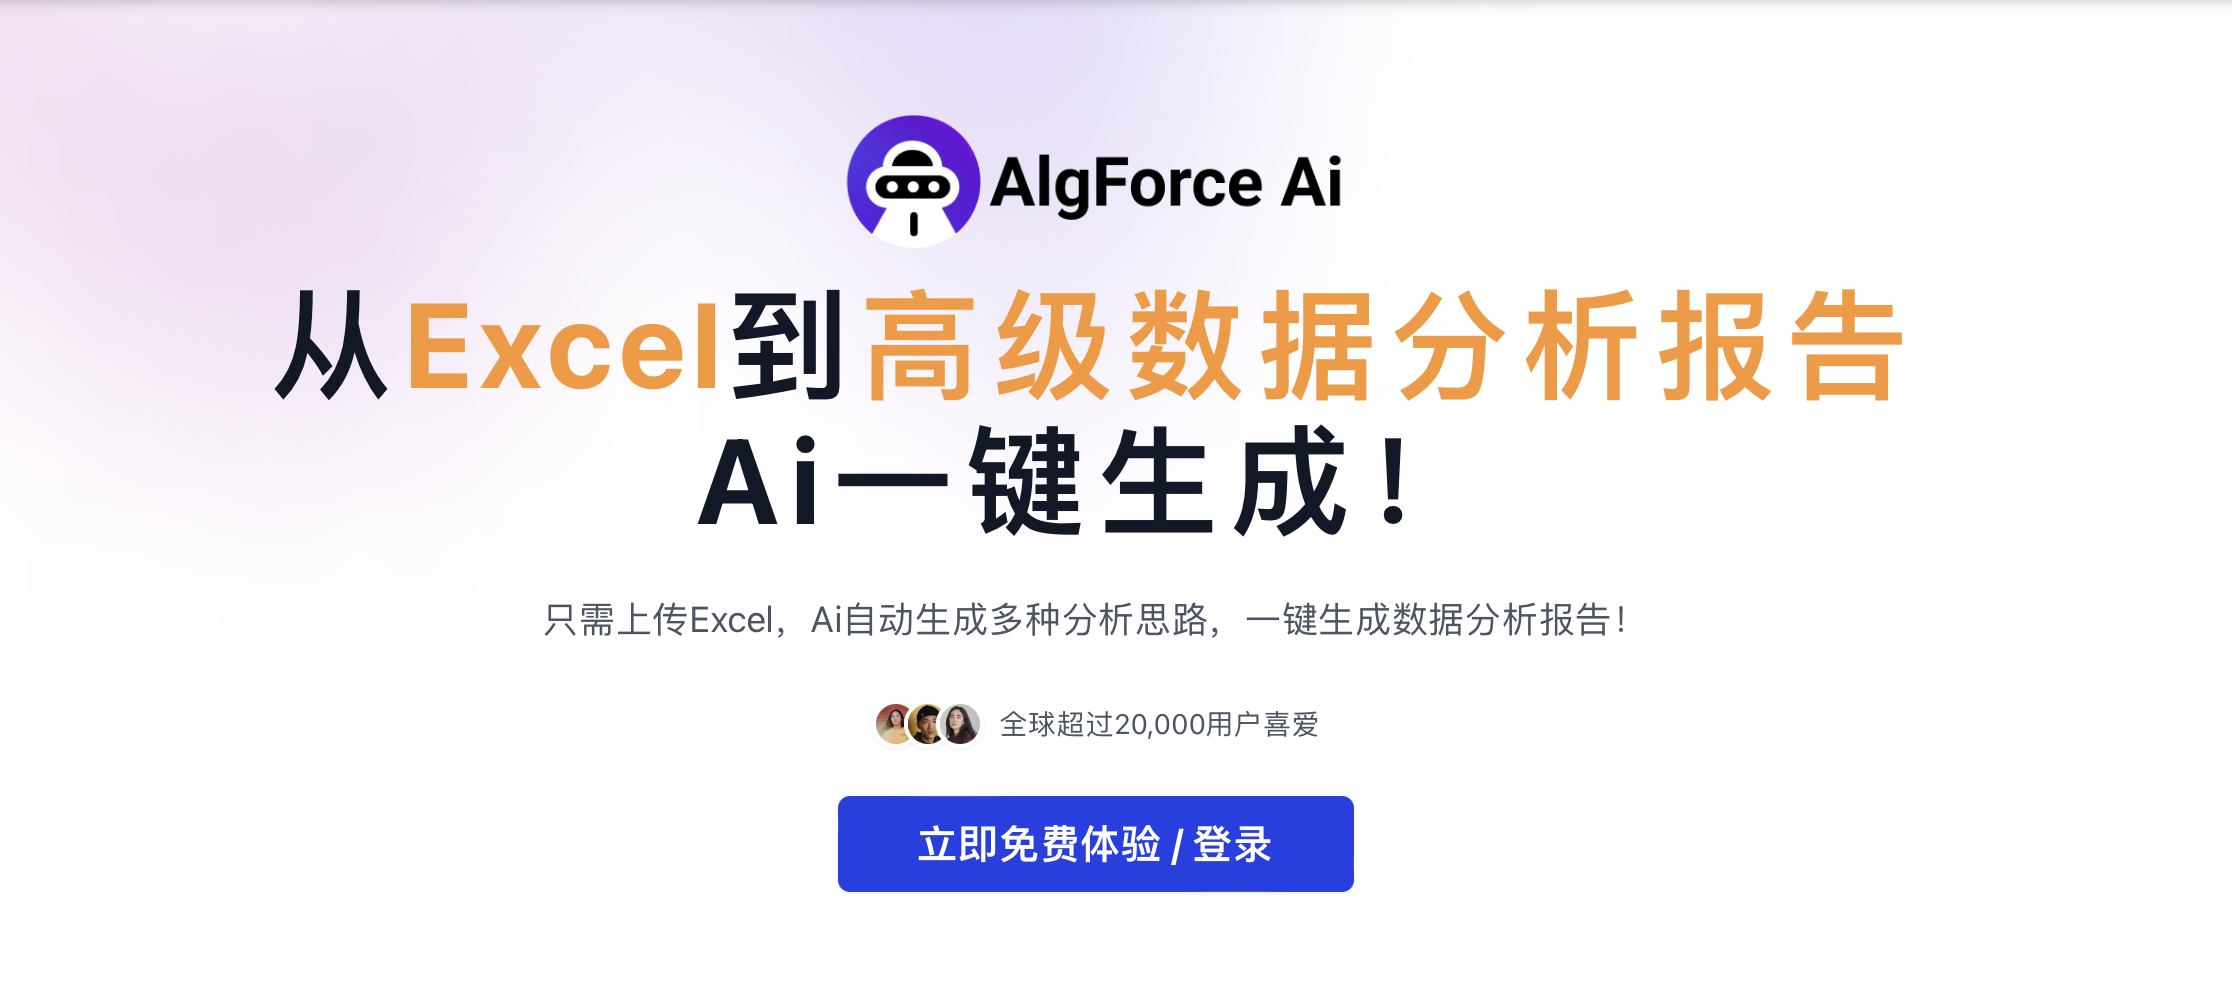 AlgForce Ai
从Excel到高级数据分析报告
Ai一键生成！
只需上传Excel，Ai自动生成多种分析思路，一键生成数据分析报告！
全球超过20,000用户喜爱
立即免费体验 / 登录